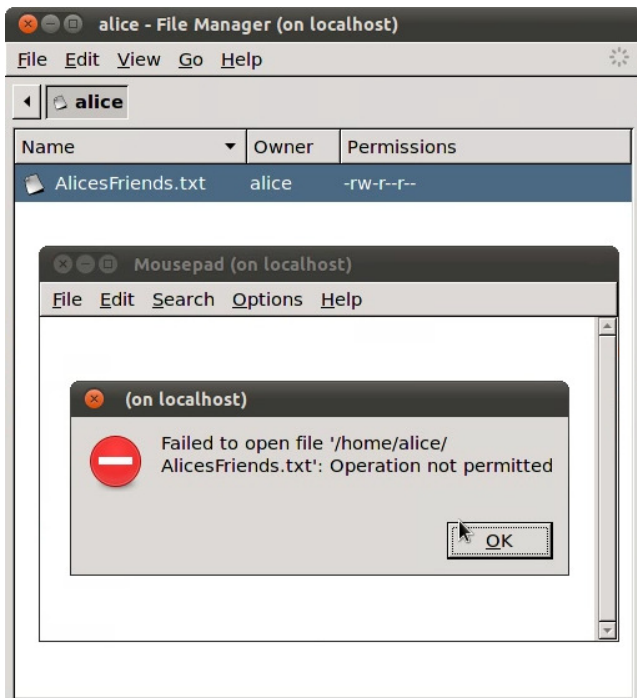 alice - File Manager (on localhost)
File Edit View Go Help
alice
Name Owner Permissions
AlicesFriends.txt alice -rw-r--r--
Mousepad (on localhost)
File Edit Search Options Help
(on localhost)
Failed to open file '/home/alice/
AlicesFriends.txt': Operation not permitted
OK